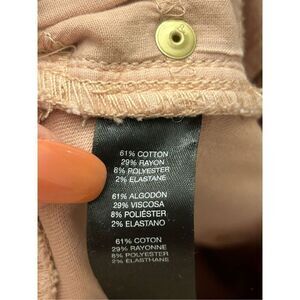 61% COTTON
29% RAYON
8% POLYESTER
2% ELASTANE
61% ALGODÓN
29% VISCOSA
8% POLIÉSTER
2% ELASTANO
61% COTON
29% RAYONNE
8% POLYESTER
2% ELASTHANE